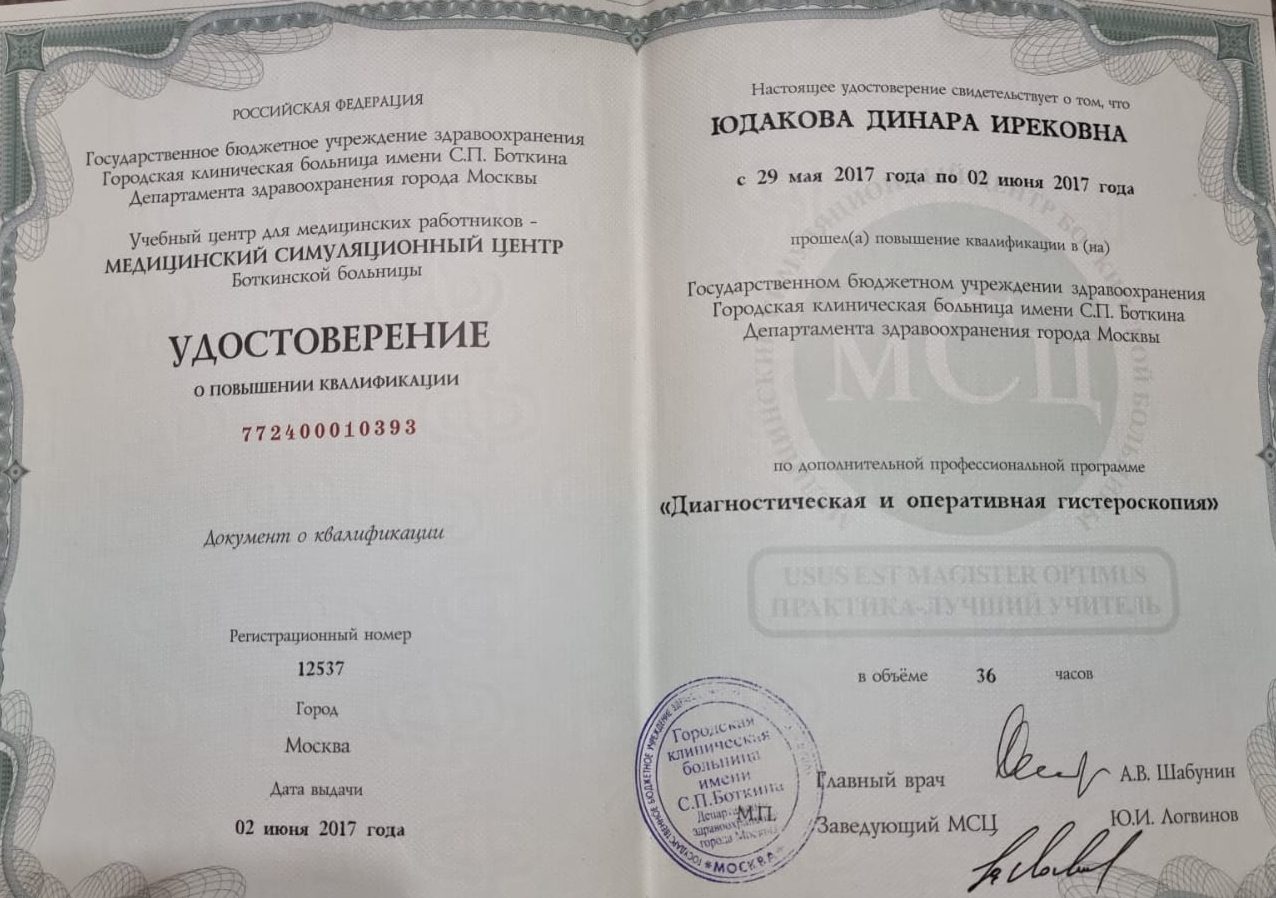 РОССИЙСКАЯ ФЕДЕРАЦИЯ
Государственное бюджетное учреждение здравоохранения
Городская клиническая больница имени С.П. Боткина
Департамента здравоохранения города Москвы
Учебный центр для медицинских работников –
МЕДИЦИНСКИЙ СИМУЛЯЦИОННЫЙ ЦЕНТР
Боткинской больницы
УДОСТОВЕРЕНИЕ
О ПОВЫШЕНИИ КВАЛИФИКАЦИИ
772400010393
Документ о квалификации
Регистрационный номер
12537
Город
Москва
Дата выдачи
02 июня 2017 года
Настоящее удостоверение свидетельствует о том, что
ЮДАКОВА ДИНАРА ИРЕКОВНА
с 29 мая 2017 года по 02 июня 2017 года
прошел(а) повышение квалификации в (на)
Государственном бюджетном учреждении здравоохранения
Городская клиническая больница имени С.П. Боткина
Департамента здравоохранения города Москвы
МСЦ
по дополнительной профессиональной программе
«Диагностическая и оперативная гистероскопия»
USUS EST MAGISTER OPTIMUS
ПРАКТИКА-ЛУЧШИЙ УЧИТЕЛЬ
в объёме 36 часов
Городская
клиническая
больница
имени
С.П.Боткина
Департамента
здравоохранения
города Москвы
МОСКВА
М.П.
Главный врач А.В. Шабунин
Заведующий МСЦ Ю.И. Логвинов